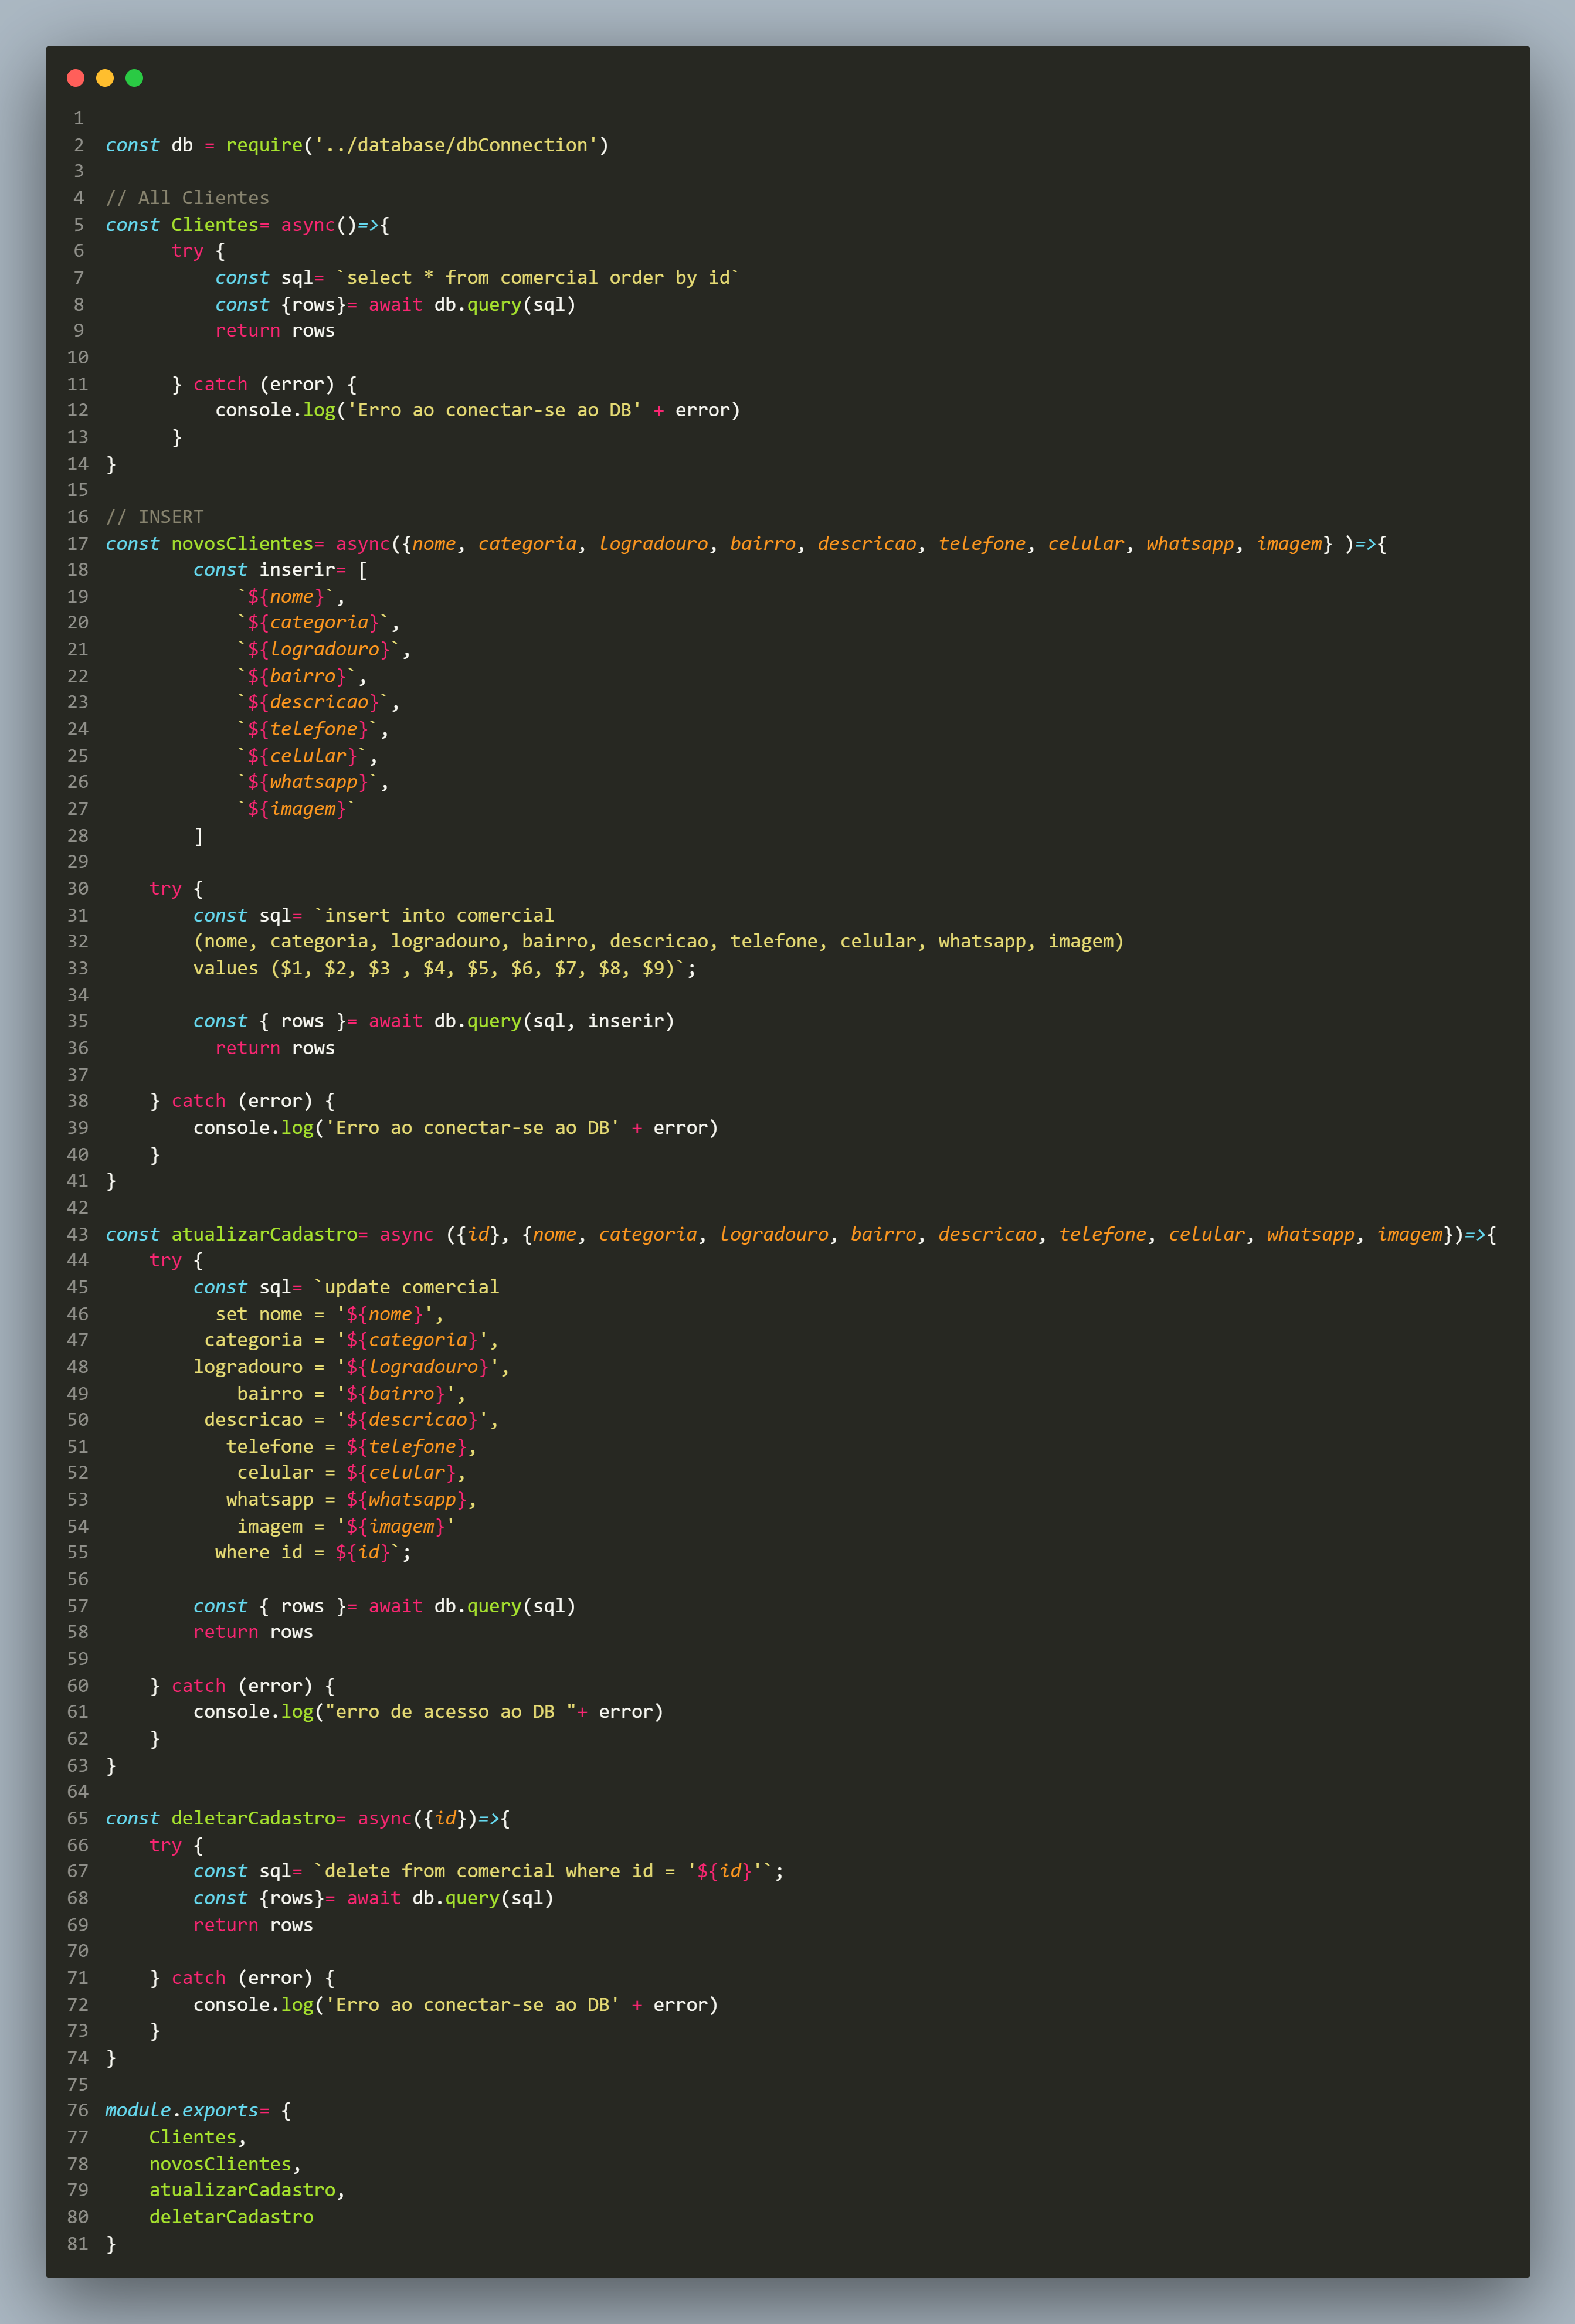 1
2 const db = require('../database/dbConnection')
3
4 // All Clientes
5 const Clientes= async()=>{
6       try {
7           const sql= `select * from comercial order by id`
8           const {rows}= await db.query(sql)
9           return rows
10
11       } catch (error) {
12           console.log('Erro ao conectar-se ao DB' + error)
13       }
14 }
15
16 // INSERT
17 const novosClientes= async({nome, categoria, logradouro, bairro, descricao, telefone, celular, whatsapp, imagem} )=>{
18         const inserir= [
19             `${nome}`,
20             `${categoria}`,
21             `${logradouro}`,
22             `${bairro}`,
23             `${descricao}`,
24             `${telefone}`,
25             `${celular}`,
26             `${whatsapp}`,
27             `${imagem}`
28         ]
29
30     try {
31         const sql= `insert into comercial
32         (nome, categoria, logradouro, bairro, descricao, telefone, celular, whatsapp, imagem)
33         values ($1, $2, $3 , $4, $5, $6, $7, $8, $9)`;
34
35         const { rows }= await db.query(sql, inserir)
36           return rows
37
38     } catch (error) {
39         console.log('Erro ao conectar-se ao DB' + error)
40     }
41 }
42
43 const atualizarCadastro= async ({id}, {nome, categoria, logradouro, bairro, descricao, telefone, celular, whatsapp, imagem})=>{
44     try {
45         const sql= `update comercial
46           set nome = '${nome}',
47          categoria = '${categoria}',
48         logradouro = '${logradouro}',
49             bairro = '${bairro}',
50          descricao = '${descricao}',
51            telefone = ${telefone},
52             celular = ${celular},
53            whatsapp = ${whatsapp},
54             imagem = '${imagem}'
55           where id = ${id}`;
56
57         const { rows }= await db.query(sql)
58         return rows
59
60     } catch (error) {
61         console.log("erro de acesso ao DB "+ error)
62     }
63 }
64
65 const deletarCadastro= async({id})=>{
66     try {
67         const sql= `delete from comercial where id = '${id}'`;
68         const {rows}= await db.query(sql)
69         return rows
70
71     } catch (error) {
72         console.log('Erro ao conectar-se ao DB' + error)
73     }
74 }
75
76 module.exports= {
77     Clientes,
78     novosClientes,
79     atualizarCadastro,
80     deletarCadastro
81 }